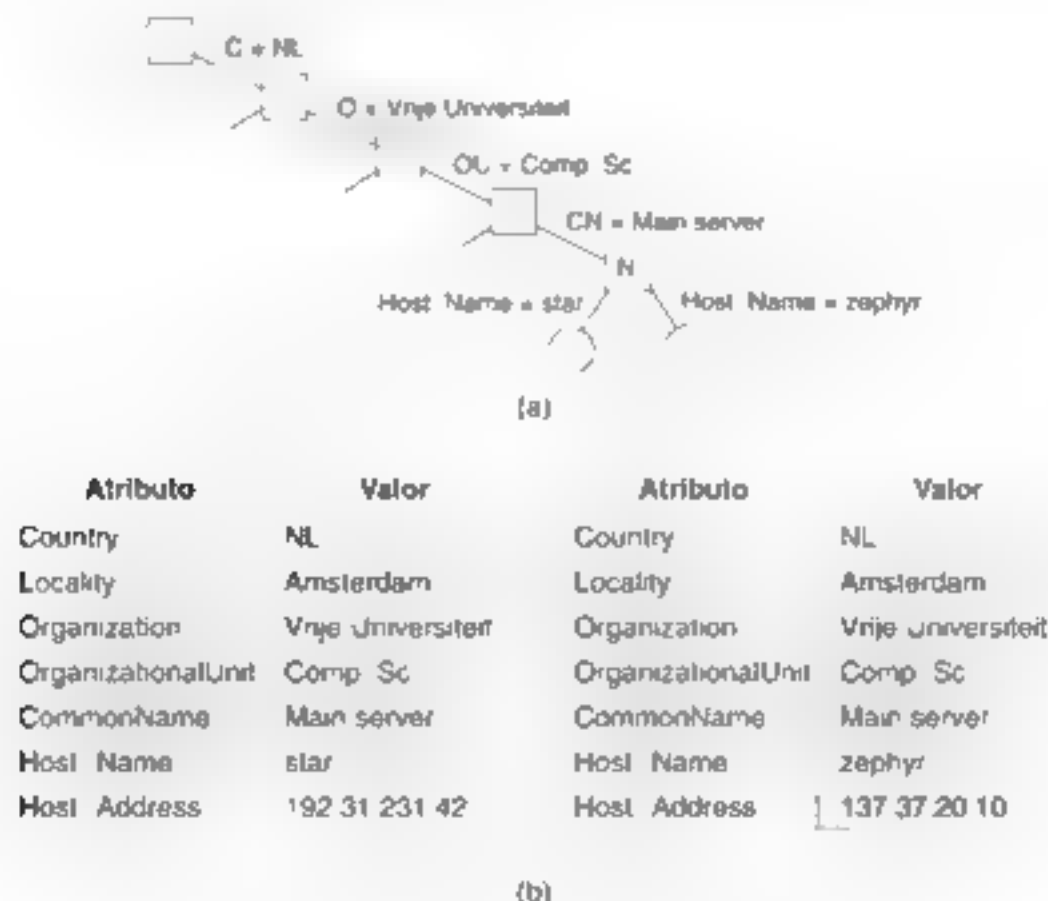 C = NL
O = Vrije Universiteit
OU = Comp Sc
CN = Main server
N
Host_Name = star Host_Name = zephyr
(a)
Atributo Valor Atributo Valor
Country NL Country NL
Locality Amsterdam Locality Amsterdam
Organization Vrije Universiteit Organization Vrije Universiteit
OrganizationalUnit Comp Sc OrganizationalUnit Comp Sc
CommonName Main server CommonName Main server
Host_Name star Host_Name zephyr
Host_Address 192 31 231 42 Host_Address 137 37 20 10
(b)